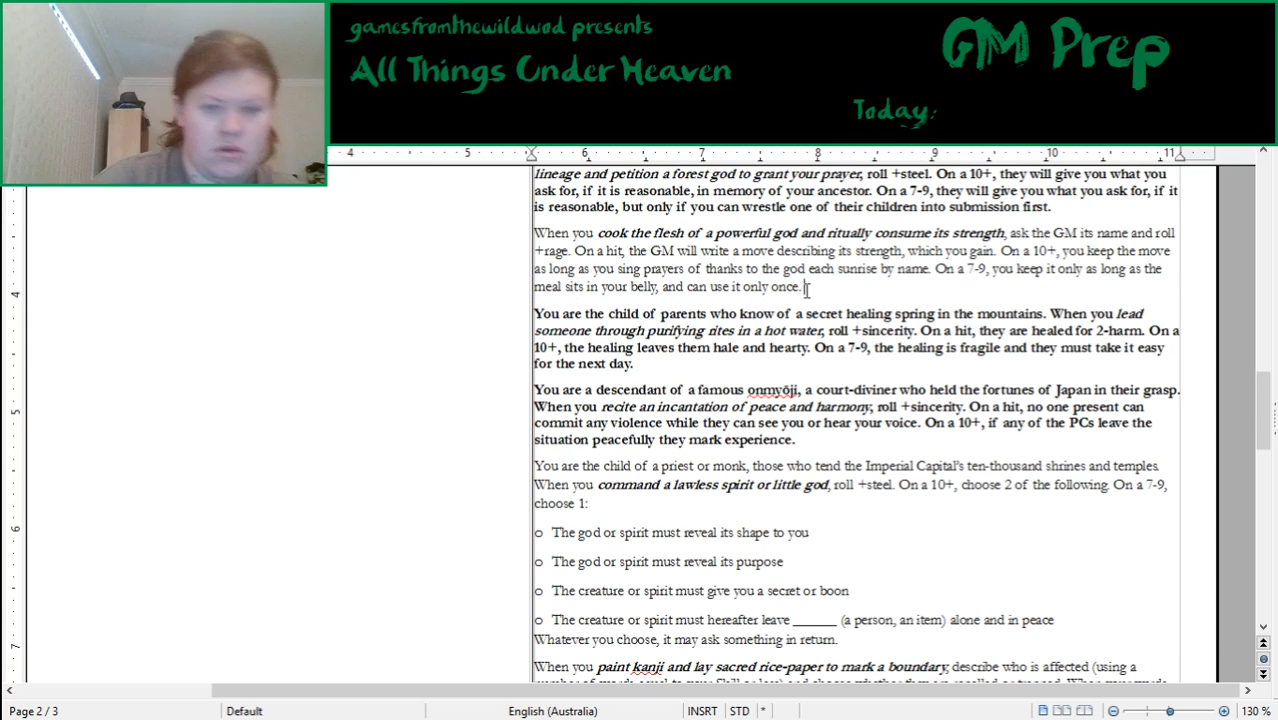 gamesfromthewildwod presents
All Things Under Heaven
GM Prep
Today:
4 5 6 7 8 9 10 11
lineage and petition a forest god to grant your prayer, roll +steel. On a 10+, they will give you what you
ask for, if it is reasonable, in memory of your ancestor. On a 7-9, they will give you what you ask for, if it
is reasonable, but only if you can wrestle one of their children into submission first.
When you cook the flesh of a powerful god and ritually consume its strength, ask the GM its name and roll
+rage. On a hit, the GM will write a move describing its strength, which you gain. On a 10+, you keep the move
as long as you sing prayers of thanks to the god each sunrise by name. On a 7-9, you keep it only as long as the
meal sits in your belly, and can use it only once.
You are the child of parents who know of a secret healing spring in the mountains. When you lead
someone through purifying rites in a hot water, roll +sincerity. On a hit, they are healed for 2-harm. On a
10+, the healing leaves them hale and hearty. On a 7-9, the healing is fragile and they must take it easy
for the next day.
You are a descendant of a famous onmyōji, a court-diviner who held the fortunes of Japan in their grasp.
When you recite an incantation of peace and harmony, roll +sincerity. On a hit, no one present can
commit any violence while they can see you or hear your voice. On a 10+, if any of the PCs leave the
situation peacefully they mark experience.
You are the child of a priest or monk, those who tend the Imperial Capital's ten-thousand shrines and temples.
When you command a lawless spirit or little god, roll +steel. On a 10+, choose 2 of the following. On a 7-9,
choose 1:
o The god or spirit must reveal its shape to you
o The god or spirit must reveal its purpose
o The creature or spirit must give you a secret or boon
o The creature or spirit must hereafter leave ______ (a person, an item) alone and in peace
Whatever you choose, it may ask something in return.
When you paint kanji and lay sacred rice-paper to mark a boundary, describe who is affected (using a
4
5
6
7
Page 2 / 3 Default English (Australia) INSRT STD * 130 %